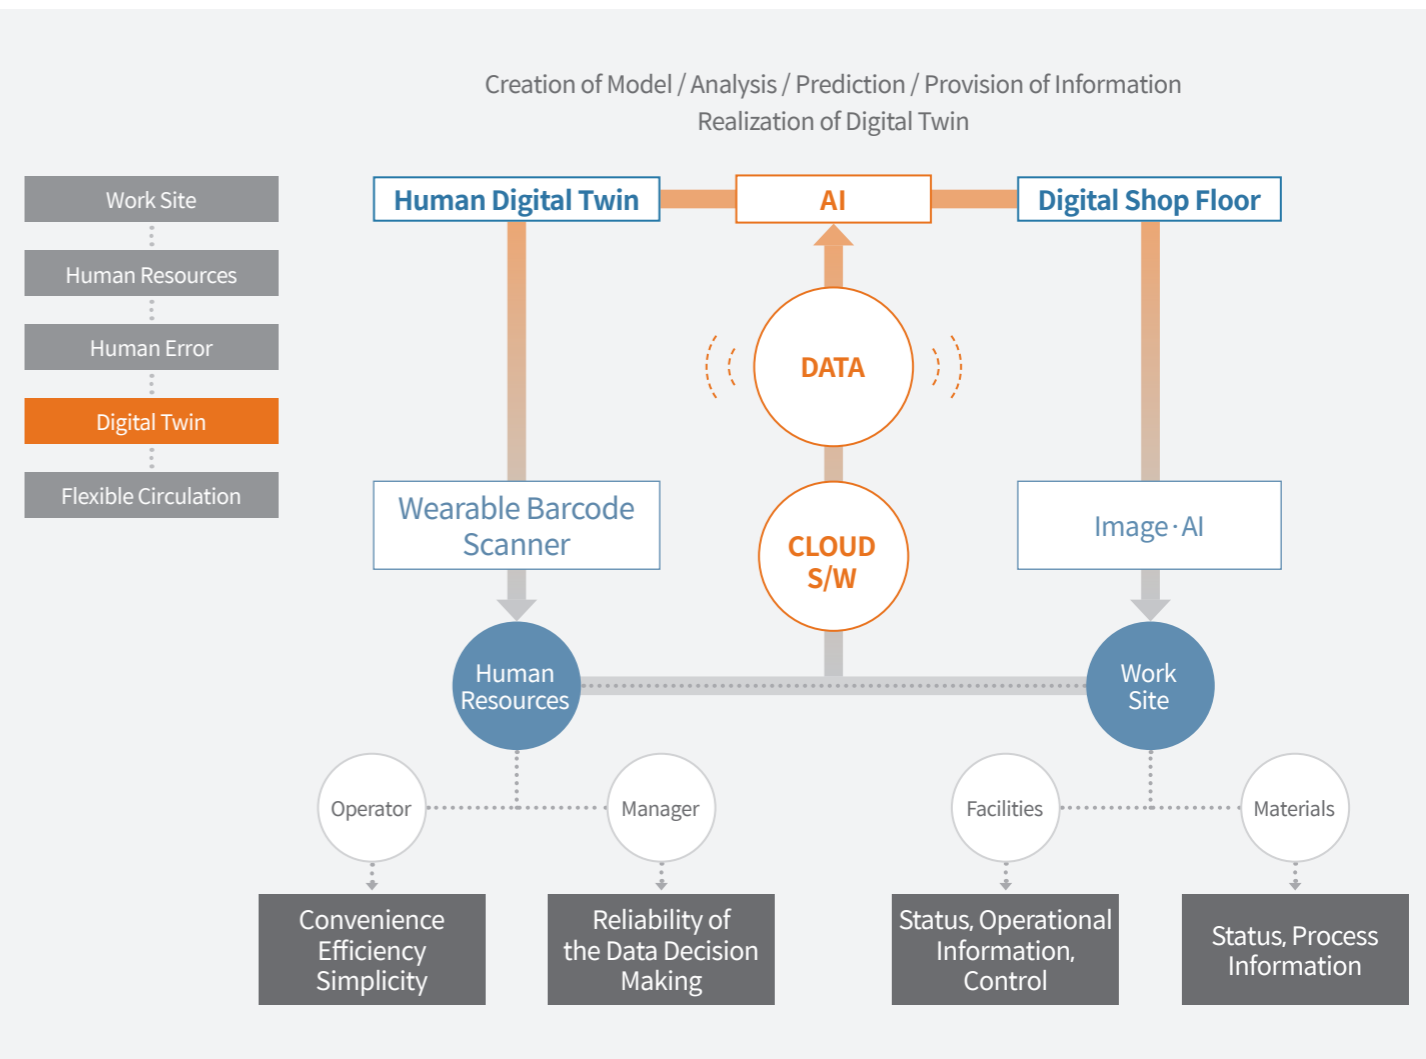 Creation of Model / Analysis / Prediction / Provision of Information
Realization of Digital Twin
Work Site
Human Resources
Human Error
Digital Twin
Flexible Circulation
Human Digital Twin
AI
Digital Shop Floor
DATA
Wearable Barcode
Scanner
CLOUD
S/W
Image·AI
Human
Resources
Work
Site
Operator
Manager
Facilities
Materials
Convenience
Efficiency
Simplicity
Reliability of
the Data Decision
Making
Status, Operational
Information,
Control
Status, Process
Information